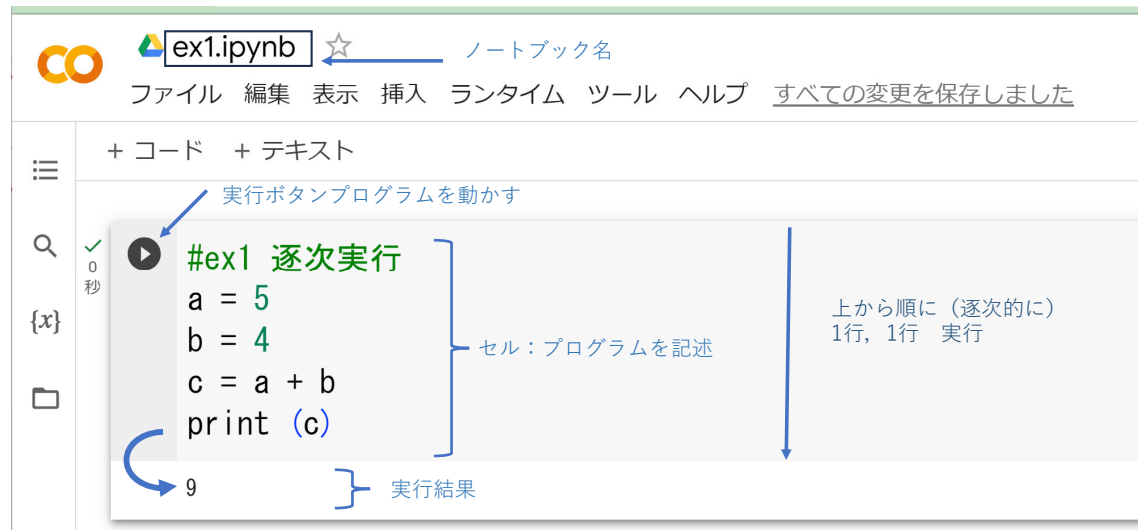 ex1.ipynb
ノートブック名
ファイル 編集 表示 挿入 ランタイム ツール ヘルプ すべての変更を保存しました
+ コード + テキスト
実行ボタンプログラムを動かす
0
秒
{x}
#ex1 逐次実行
a = 5
b = 4
c = a + b
print (c)
セル：プログラムを記述
上から順に（逐次的に）
1行, 1行　実行
9
実行結果